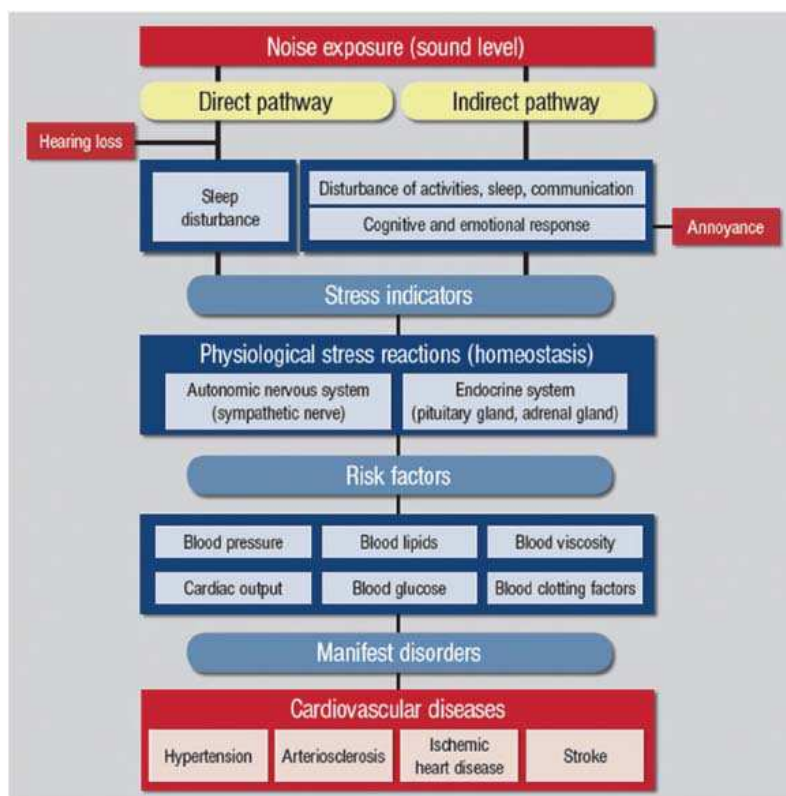 Noise exposure (sound level)
Direct pathway
Indirect pathway
Hearing loss
Sleep
disturbance
Disturbance of activities, sleep, communication
Cognitive and emotional response
Annoyance
Stress indicators
Physiological stress reactions (homeostasis)
Autonomic nervous system
(sympathetic nerve)
Endocrine system
(pituitary gland, adrenal gland)
Risk factors
Blood pressure
Blood lipids
Blood viscosity
Cardiac output
Blood glucose
Blood clotting factors
Manifest disorders
Cardiovascular diseases
Hypertension
Arteriosclerosis
Ischemic
heart disease
Stroke